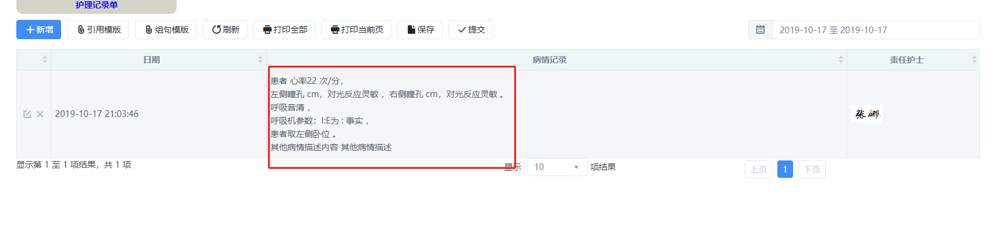 护理记录单
新增 引用模版 组句模版 刷新 打印全部 打印当前页 保存 提交 2019-10-17 至 2019-10-17
日期 病情记录 责任护士
患者 心率22 次/分，
左侧瞳孔 cm，对光反应灵敏 ，右侧瞳孔 cm，对光反应灵敏 。
呼吸音清 ，
呼吸机参数：I:E为 : 事实 ，
患者取左侧卧位 。
其他病情描述内容 其他病情描述
2019-10-17 21:03:46
张娜
显示第 1 至 1 项结果，共 1 项 显示 10 项结果 上页 1 下页